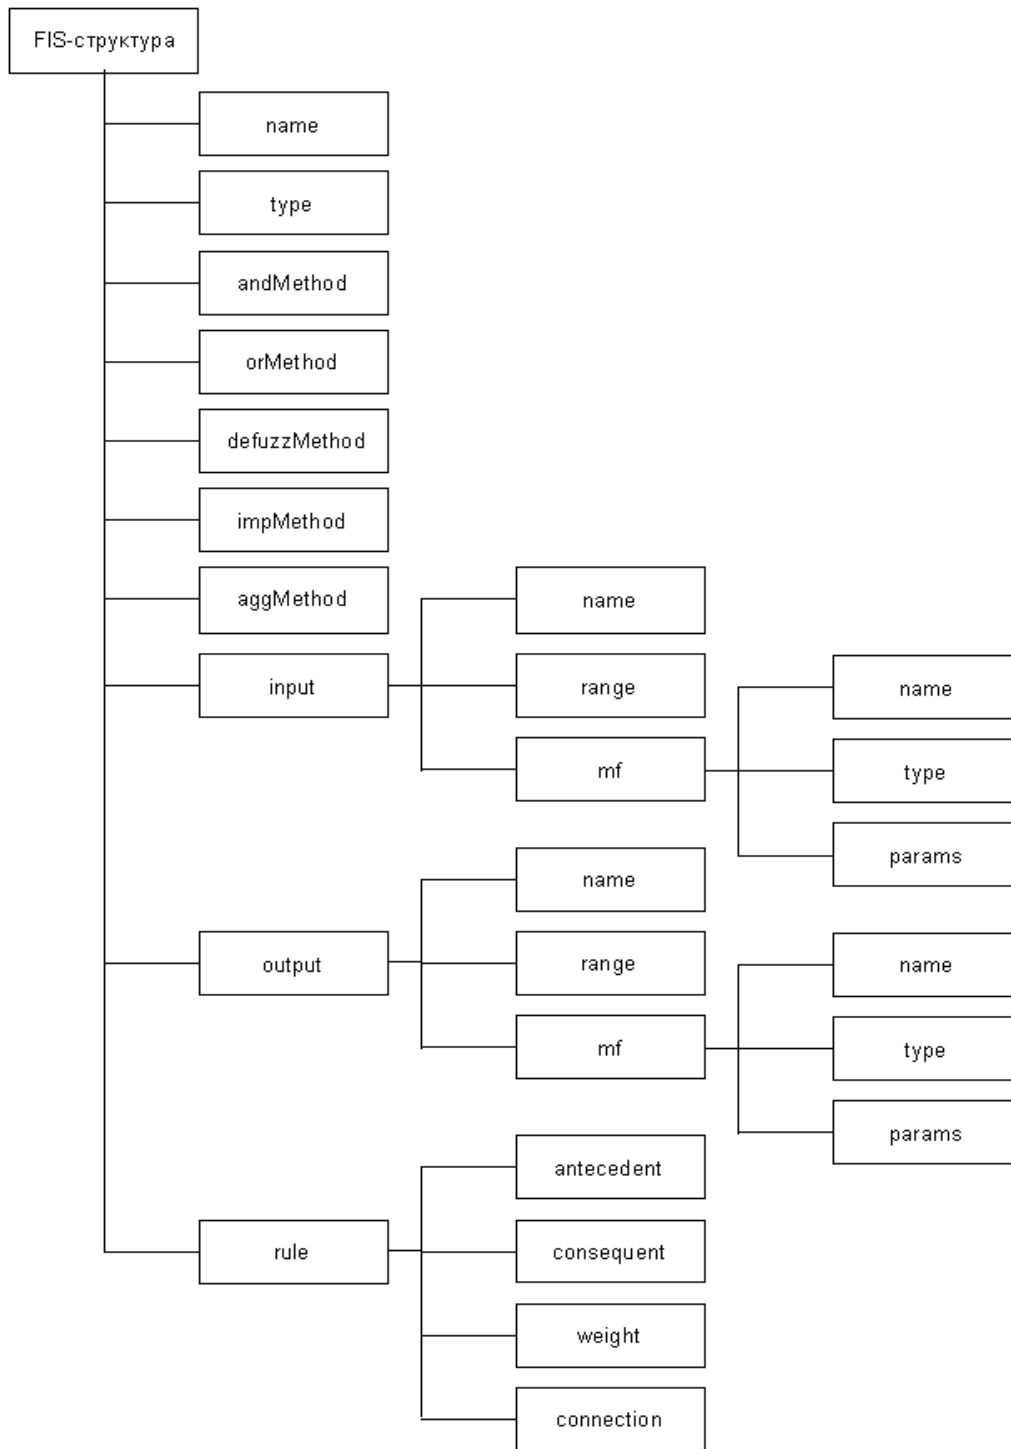 FIS-структура
name
type
andMethod
orMethod
defuzzMethod
impMethod
aggMethod
input
name
range
mf
name
type
params
output
name
range
mf
name
type
params
rule
antecedent
consequent
weight
connection